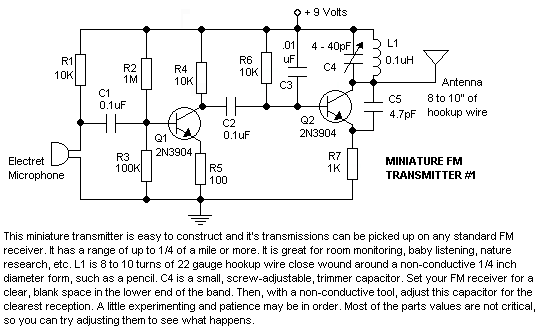 + 9 Volts
R1
10K
R2
1M
R4
10K
R6
10K
.01
uF
C3
4 - 40pF
C4
L1
0.1uH
Antenna
8 to 10" of
hookup wire
C1
0.1uF
C2
0.1uF
C5
4.7pF
Q1
2N3904
Q2
2N3904
Electret
Microphone
R3
100K
R5
100
R7
1K
MINIATURE FM
TRANSMITTER #1
This miniature transmitter is easy to construct and it's transmissions can be picked up on any standard FM
receiver. It has a range of up to 1/4 of a mile or more. It is great for room monitoring, baby listening, nature
research, etc. L1 is 8 to 10 turns of 22 gauge hookup wire close wound around a non-conductive 1/4 inch
diameter form, such as a pencil. C4 is a small, screw-adjustable, trimmer capacitor. Set your FM receiver for a
clear, blank space in the lower end of the band. Then, with a non-conductive tool, adjust this capacitor for the
clearest reception. A little experimenting and patience may be in order. Most of the parts values are not critical,
so you can try adjusting them to see what happens.